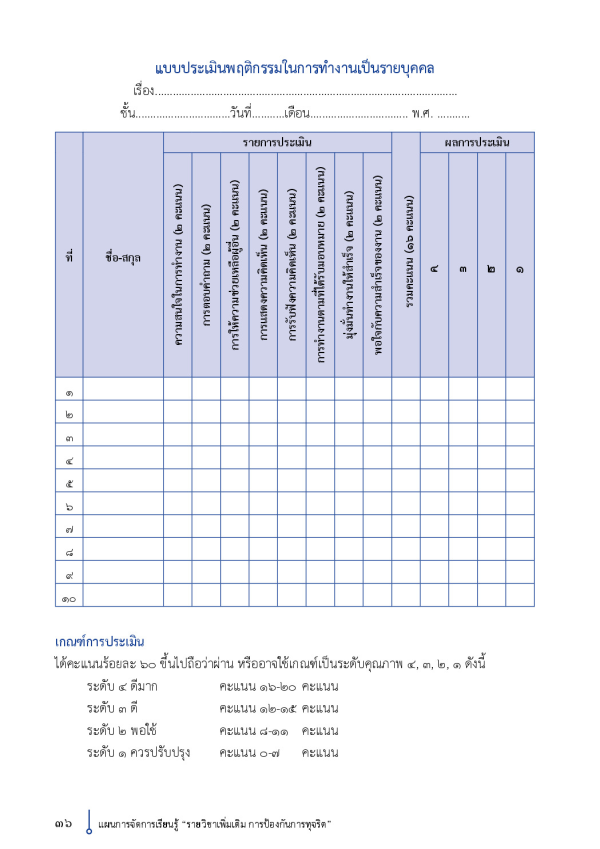 แบบประเมินพฤติกรรมในการทำงานเป็นรายบุคคล
เรื่อง......................................................................................................
ชั้น................................วันที่...........เดือน................................. พ.ศ. ...........
รายการประเมิน
ผลการประเมิน
ที่
ชื่อ-สกุล
ความสนใจในการทำงาน (๒ คะแนน)
การตอบคำถาม (๒ คะแนน)
การให้ความช่วยเหลือผู้อื่น (๒ คะแนน)
การแสดงความคิดเห็น (๒ คะแนน)
การรับฟังความคิดเห็น (๒ คะแนน)
การทำงานตามที่ได้รับมอบหมาย (๒ คะแนน)
มุ่งมั่นทำงานให้สำเร็จ (๒ คะแนน)
พอใจกับความสำเร็จของงาน (๒ คะแนน)
รวมคะแนน (๑๖ คะแนน)
๔
๓
๒
๑
๑
๒
๓
๔
๕
๖
๗
๘
๙
๑๐
เกณฑ์การประเมิน
ได้คะแนนร้อยละ ๖๐ ขึ้นไปถือว่าผ่าน หรืออาจใช้เกณฑ์เป็นระดับคุณภาพ ๔, ๓, ๒, ๑ ดังนี้
ระดับ ๔ ดีมาก คะแนน ๑๖-๒๐ คะแนน
ระดับ ๓ ดี คะแนน ๑๒-๑๕ คะแนน
ระดับ ๒ พอใช้ คะแนน ๘-๑๑ คะแนน
ระดับ ๑ ควรปรับปรุง คะแนน ๐-๗ คะแนน
๓๖ แผนการจัดการเรียนรู้ "รายวิชาเพิ่มเติม การป้องกันการทุจริต"